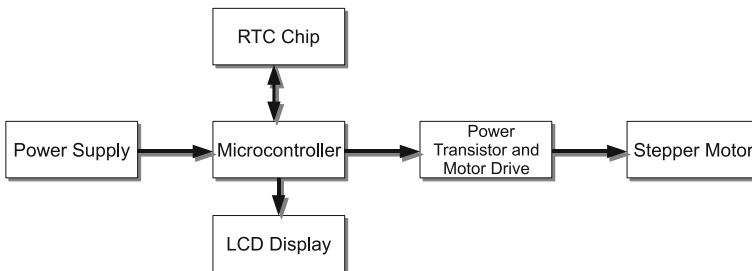 RTC Chip
Power Supply
Microcontroller
Power
Transistor and
Motor Drive
Stepper Motor
LCD Display